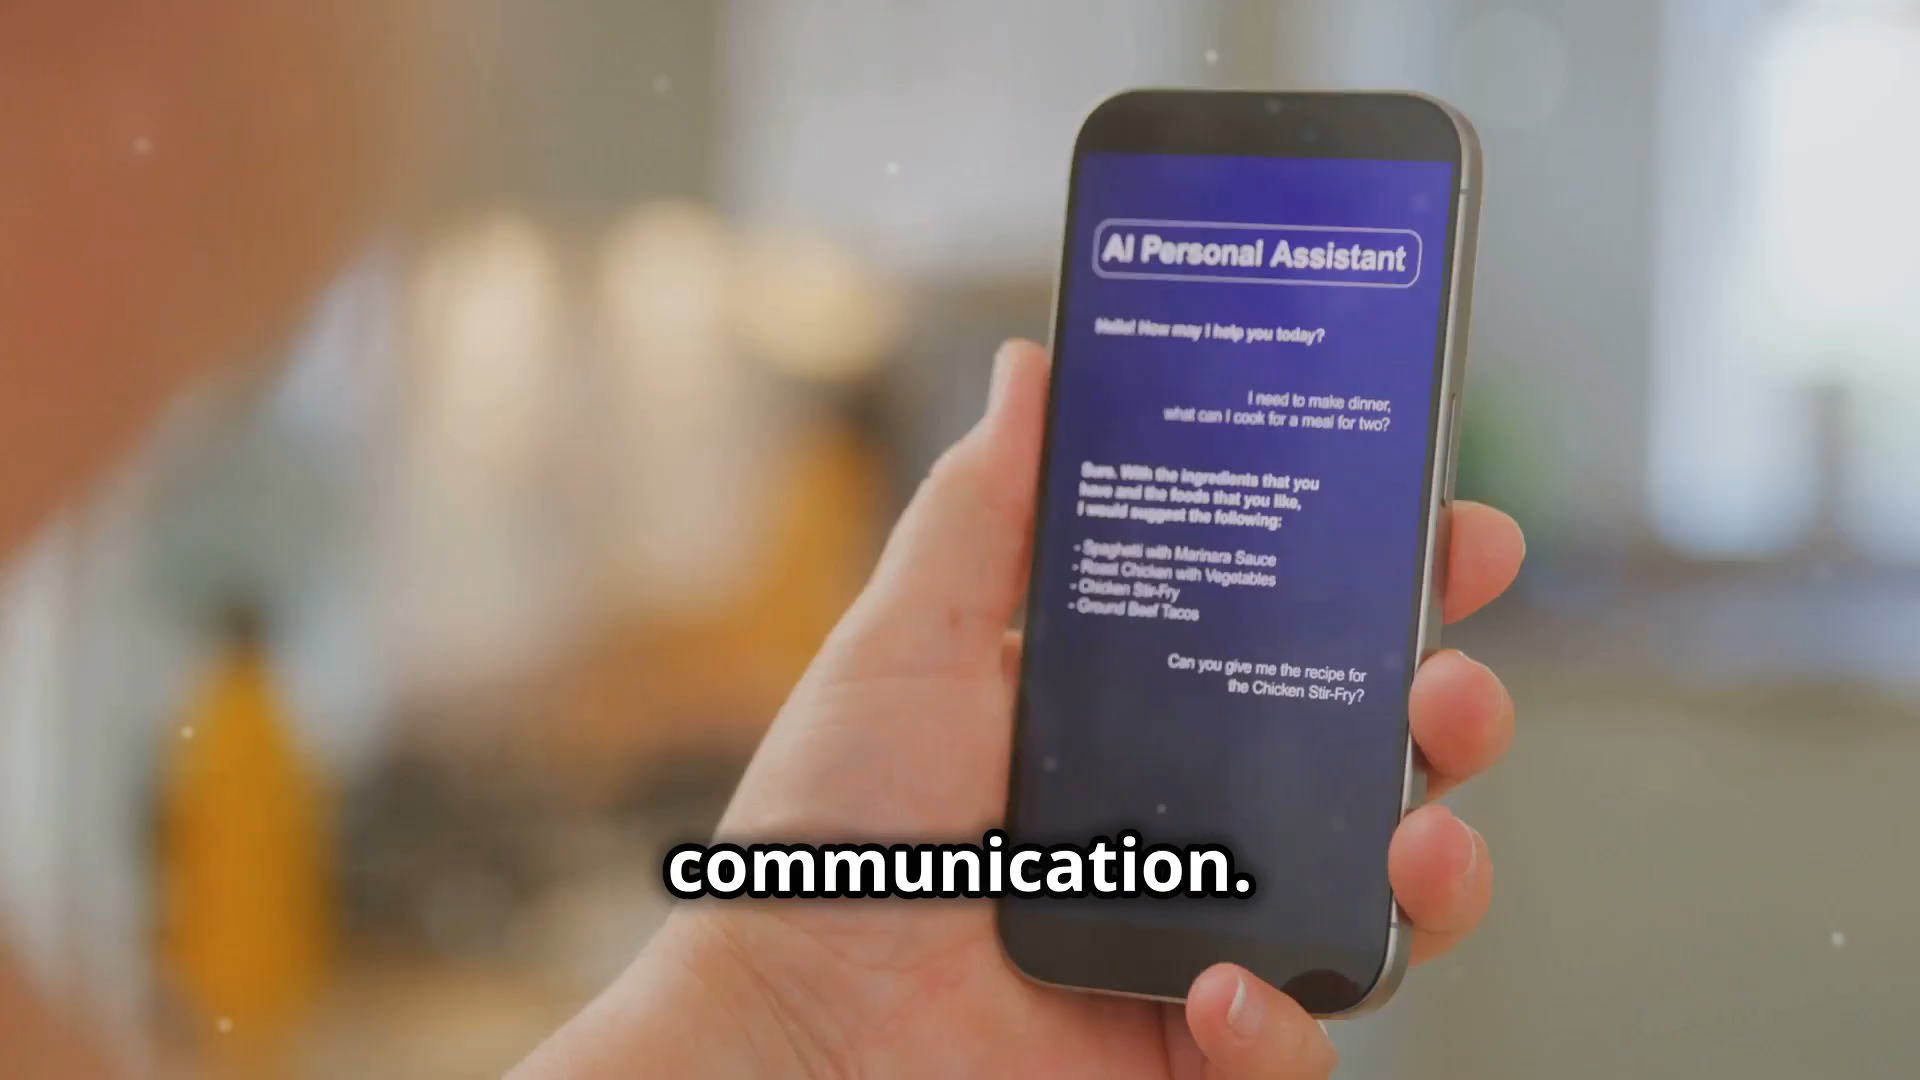 AI Personal Assistant
Hello! How may I help you today?
I need to make dinner,
what can I cook for a meal for two?
Sure. With the ingredients that you
have and the foods that you like,
I would suggest the following:
- Spaghetti with Marinara Sauce
- Roast Chicken with Vegetables
- Chicken Stir-Fry
- Ground Beef Tacos
Can you give me the recipe for
the Chicken Stir-Fry?
communication.